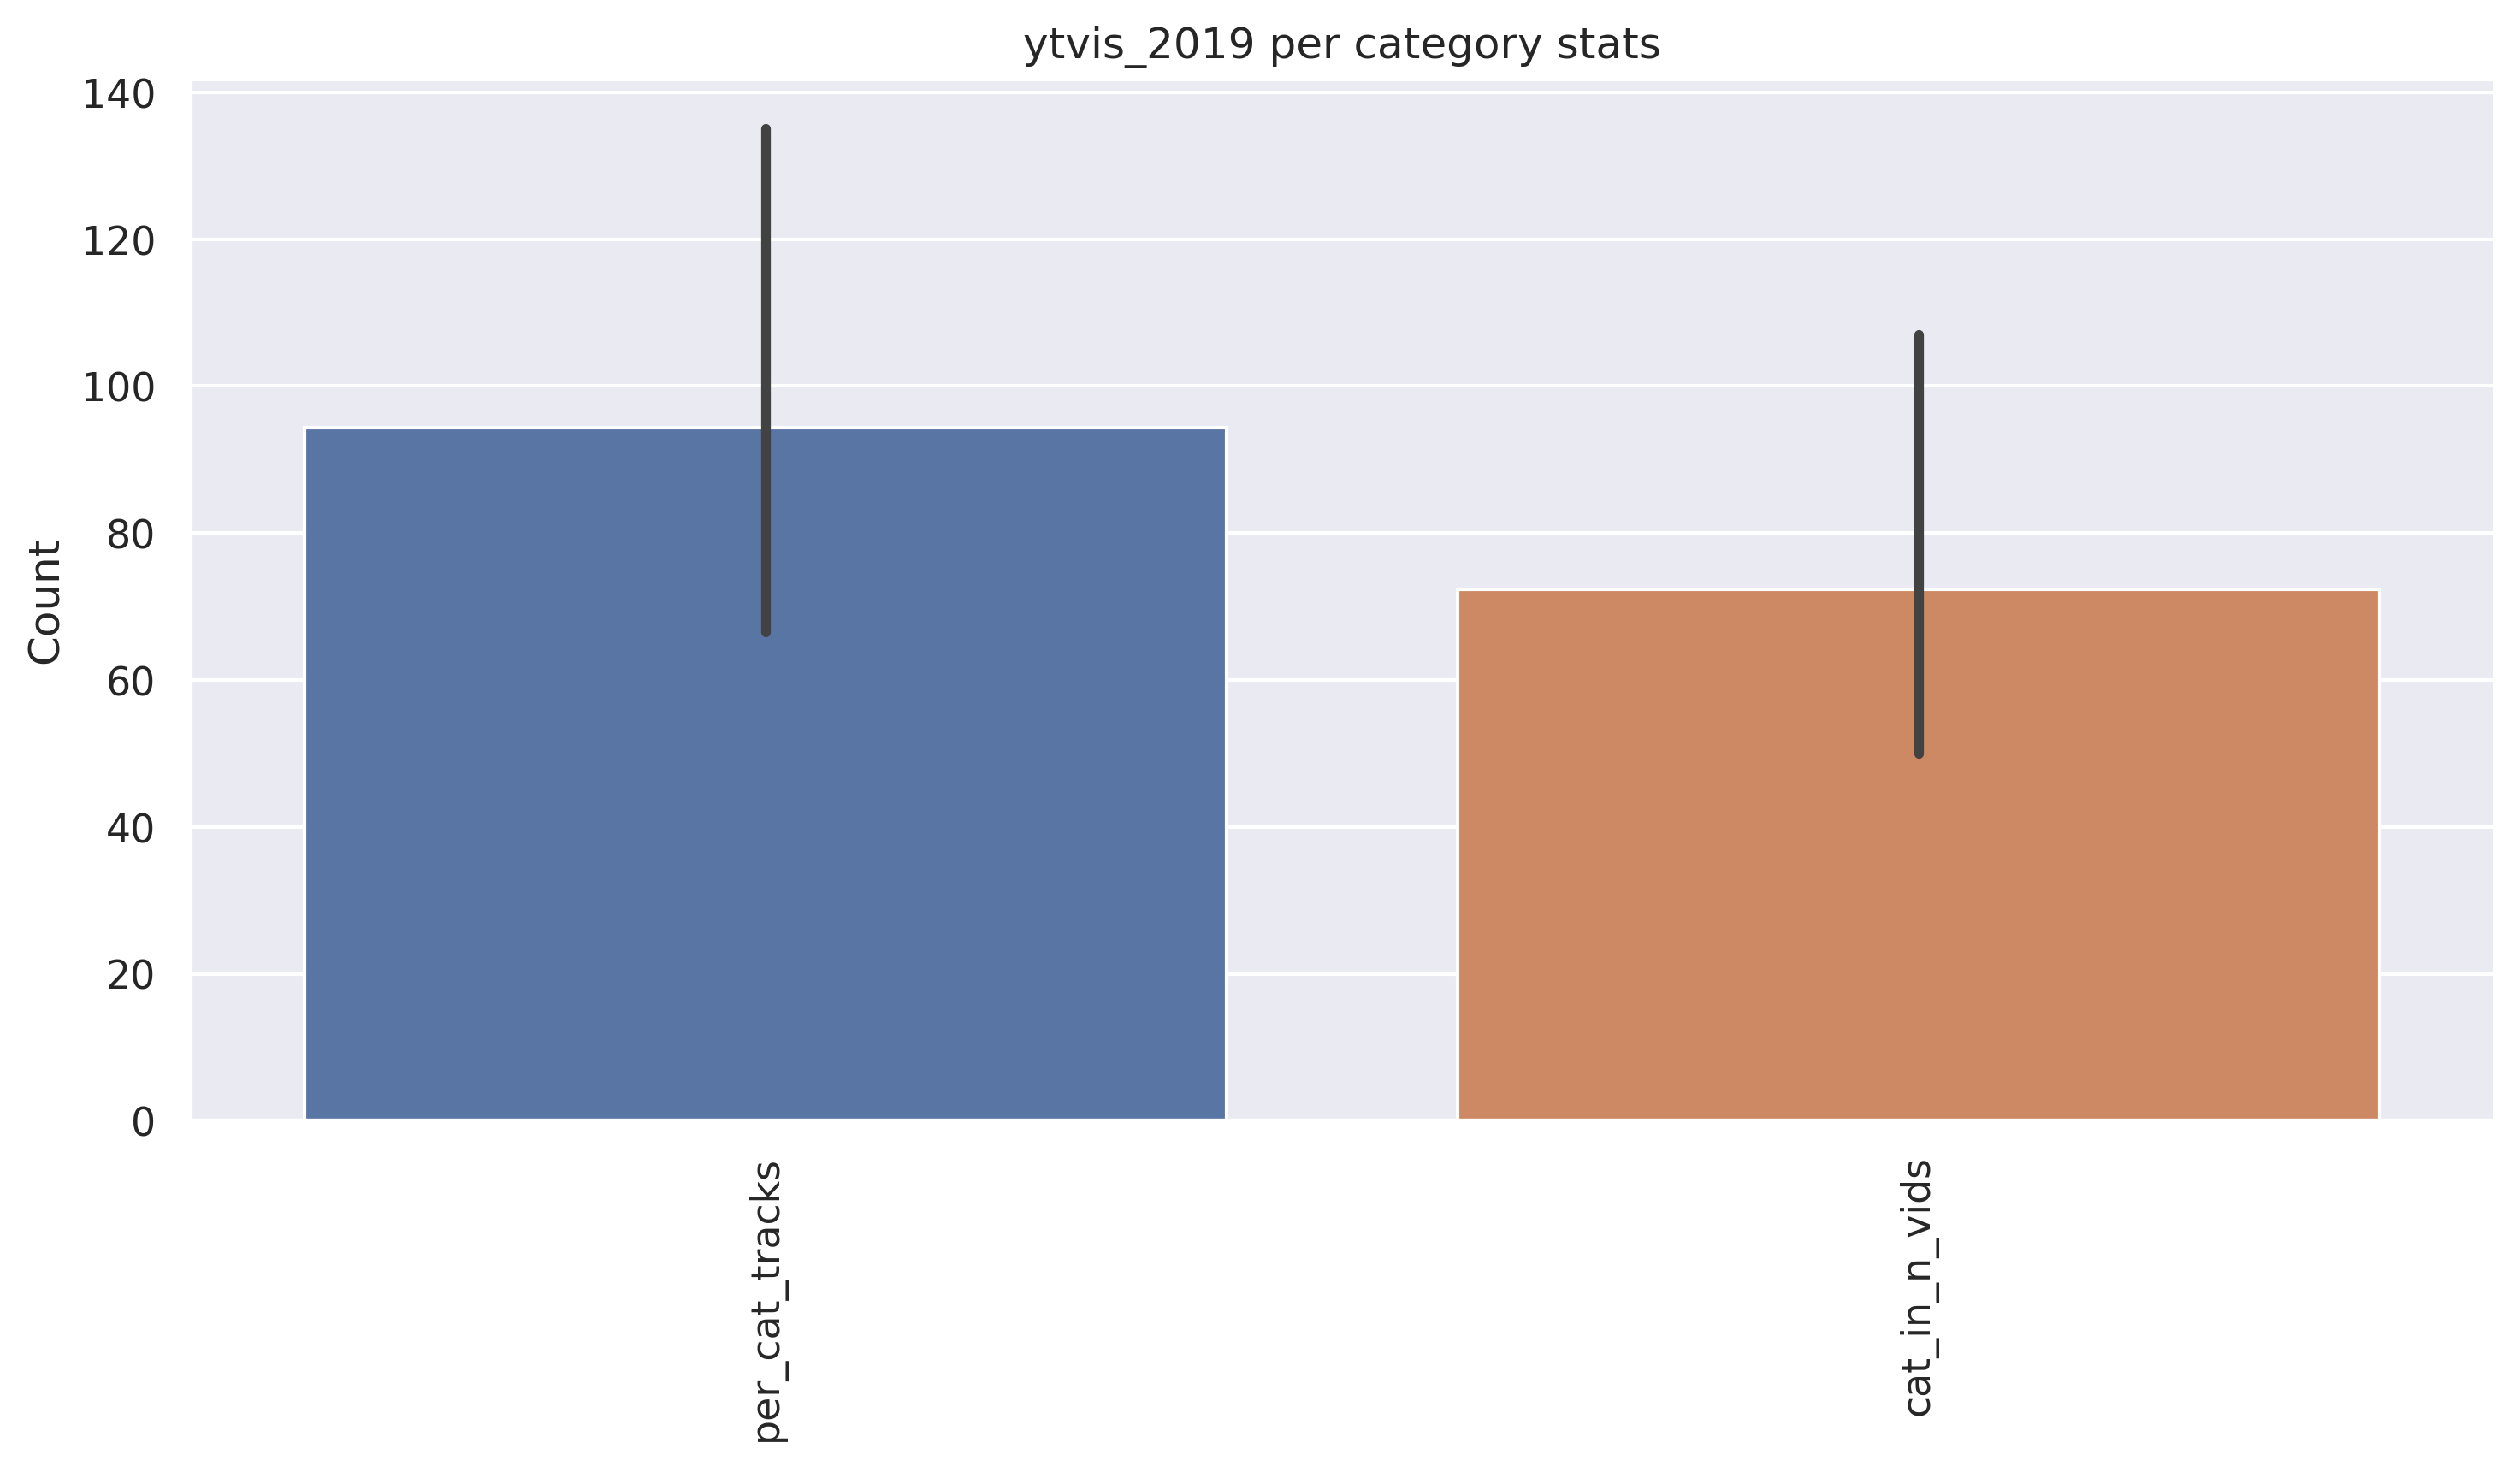 ytvis_2019 per category stats
140
120
100
80
60
40
20
0
Count
per_cat_tracks
cat_in_n_vids